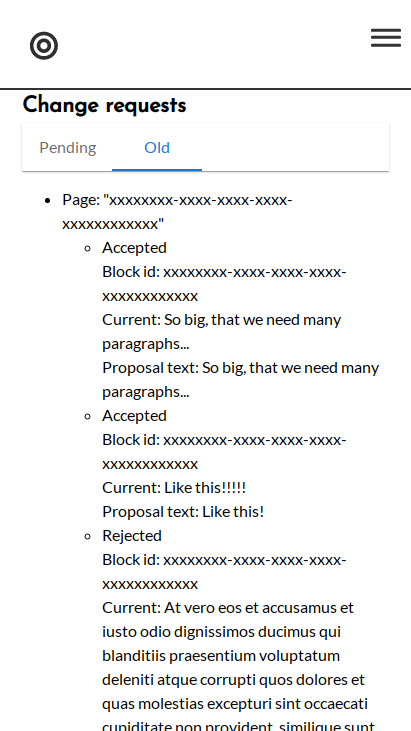 Change requests
Pending
Old
Page: "xxxxxxxx-xxxx-xxxx-xxxx-
xxxxxxxxxxxx"
Accepted
Block id: xxxxxxxx-xxxx-xxxx-xxxx-
xxxxxxxxxxxx
Current: So big, that we need many
paragraphs...
Proposal text: So big, that we need many
paragraphs...
Accepted
Block id: xxxxxxxx-xxxx-xxxx-xxxx-
xxxxxxxxxxxx
Current: Like this!!!!!
Proposal text: Like this!
Rejected
Block id: xxxxxxxx-xxxx-xxxx-xxxx-
xxxxxxxxxxxx
Current: At vero eos et accusamus et
iusto odio dignissimos ducimus qui
blanditiis praesentium voluptatum
deleniti atque corrupti quos dolores et
quas molestias excepturi sint occaecati
cupiditate non provident, similique sunt